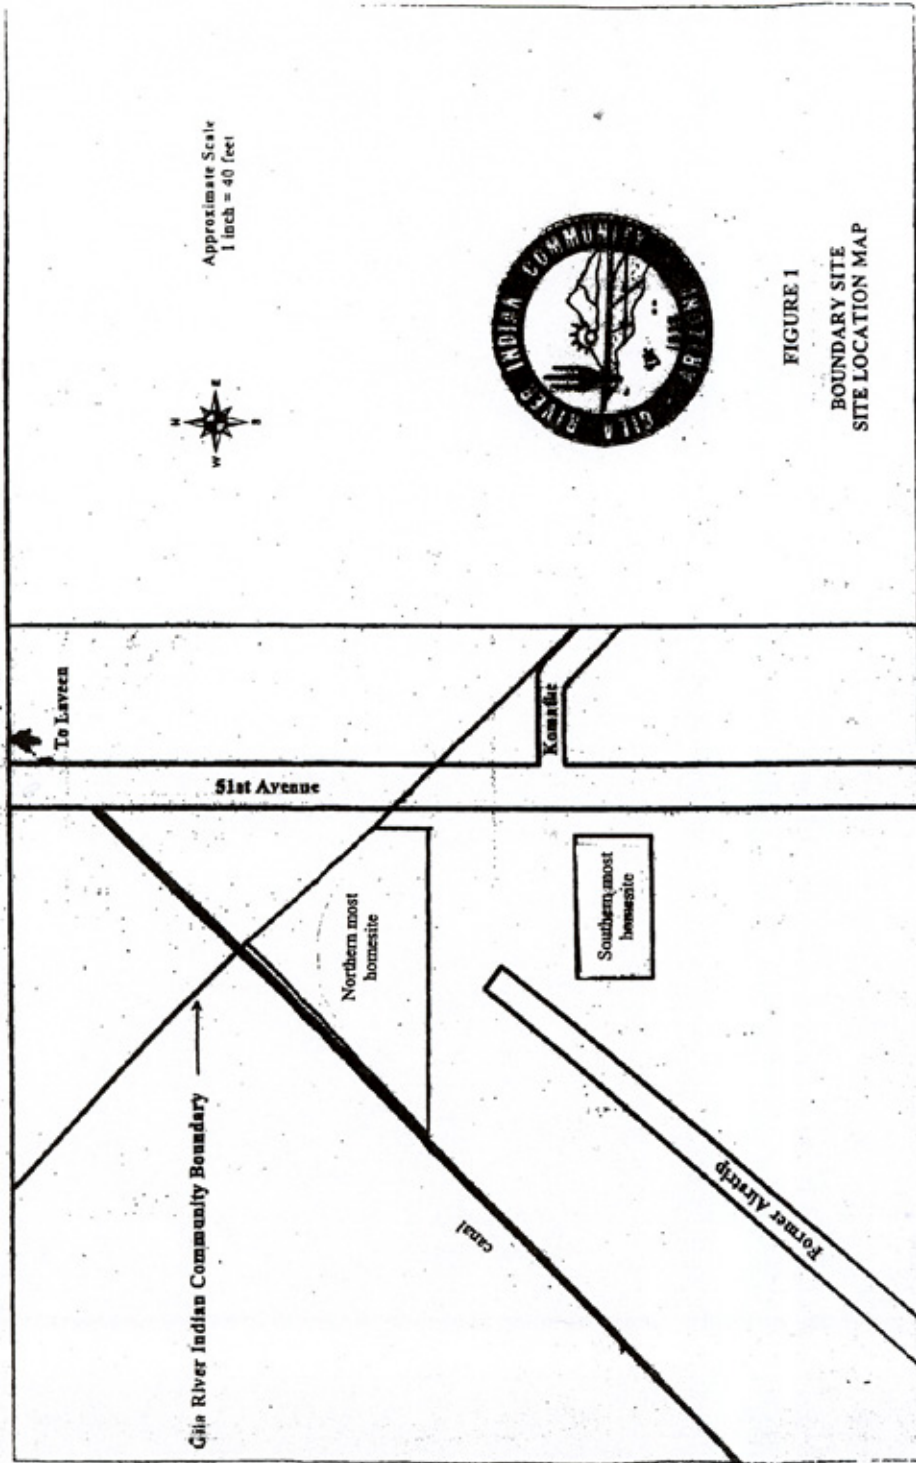 To Laveen
51st Avenue
Gila River Indian Community Boundary
Northern most
homesite
Komatke
Southern most
homesite
canal
Former Airstrip
N
W
E
S
Approximate Scale
1 inch = 40 feet
GILA RIVER INDIAN COMMUNITY
ARIZONA
FIGURE 1
BOUNDARY SITE
SITE LOCATION MAP